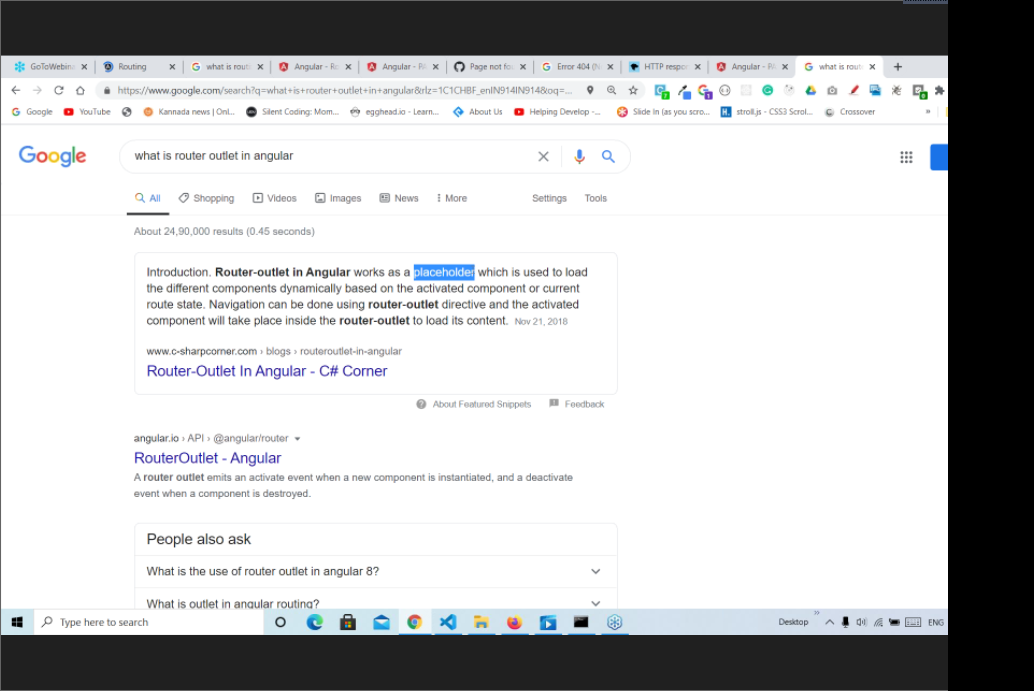 GoToWebina
Routing
what is rout
Angular - Ro
Angular - 
Page not fo
Error 404 (N
HTTP respon
Angular - 
what is rout
https://www.google.com/search?q=what+is+router+outlet+in+angular&rlz=1C1CHBF_enIN914IN914&oq=...
Google
YouTube
Kannada news | Onl...
Silent Coding: Mom...
egghead.io - Learn...
About Us
Helping Develop -...
Slide In (as you scro...
stroll.js - CSS3 Scrol...
Crossover
»
Google
what is router outlet in angular
All
Shopping
Videos
Images
News
More
Settings
Tools
About 24,90,000 results (0.45 seconds)
Introduction. Router-outlet in Angular works as a placeholder which is used to load
the different components dynamically based on the activated component or current
route state. Navigation can be done using router-outlet directive and the activated
component will take place inside the router-outlet to load its content. Nov 21, 2018
www.c-sharpcorner.com › blogs › routeroutlet-in-angular
Router-Outlet In Angular - C# Corner
About Featured Snippets
Feedback
angular.io › API › @angular/router
RouterOutlet - Angular
A router outlet emits an activate event when a new component is instantiated, and a deactivate
event when a component is destroyed.
People also ask
What is the use of router outlet in angular 8?
What is outlet in angular routing?
Type here to search
Desktop
ENG